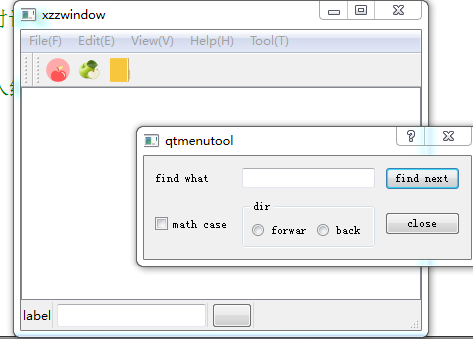 xzzwindow
File(F) Edit(E) View(V) Help(H) Tool(T)
qtmenutool
find what
find next
dir
math case
forwar
back
close
label